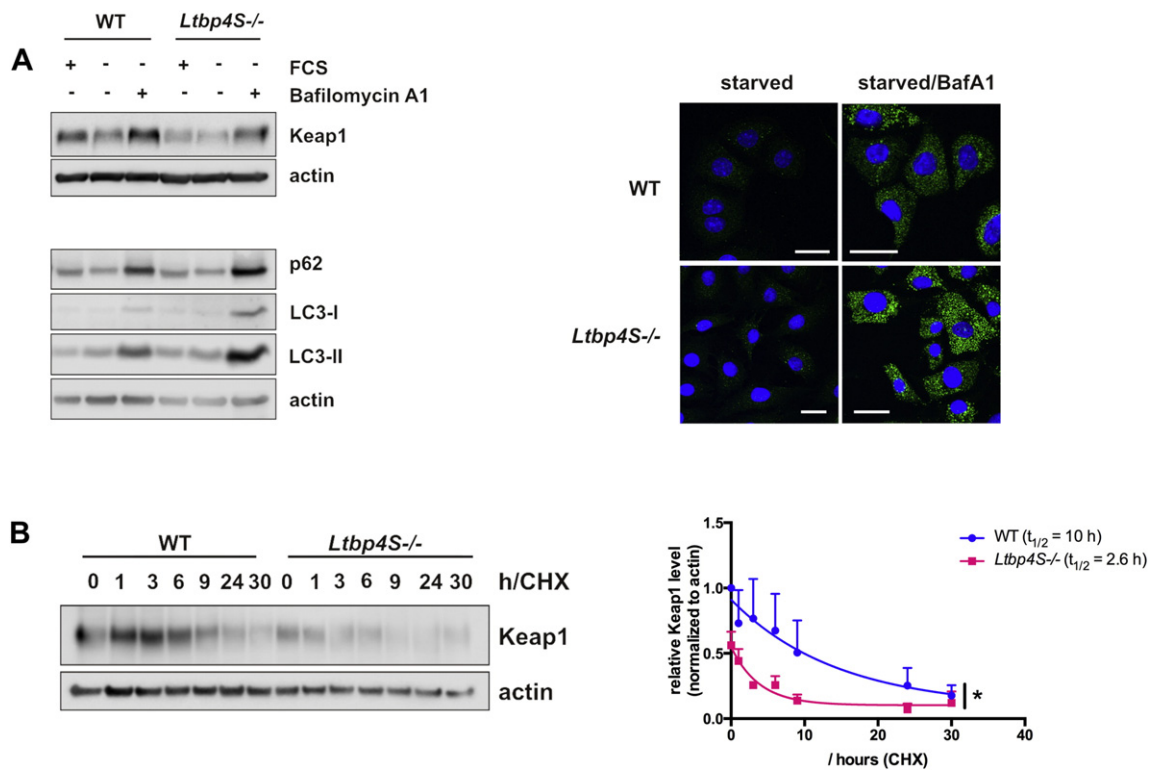 A
WT Ltbp4S-/-
+ - - + - - FCS
- - + - - + Bafilomycin A1
Keap1
actin
p62
LC3-I
LC3-II
actin
starved starved/BafA1
WT
Ltbp4S-/-
B
WT Ltbp4S-/-
0 1 3 6 9 24 30 0 1 3 6 9 24 30 h/CHX
Keap1
actin
relative Keap1 level
(normalized to actin)
1.5
1.0
0.5
0.0
0 10 20 30 40
/ hours (CHX)
WT (t1/2 = 10 h)
Ltbp4S-/- (t1/2 = 2.6 h)
*